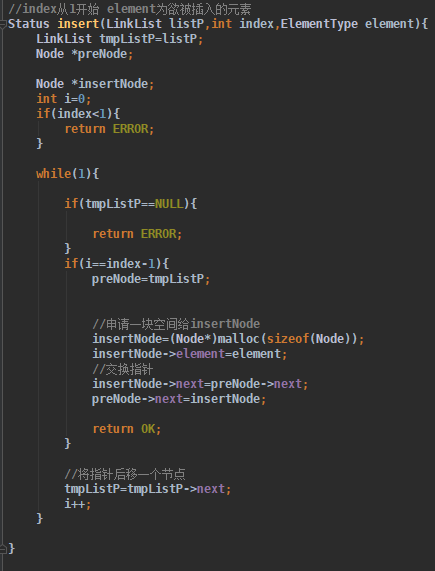 //index从1开始 element为欲被插入的元素
Status insert(LinkList listP,int index,ElementType element){
LinkList tmpListP=listP;
Node *preNode;
Node *insertNode;
int i=0;
if(index<1){
return ERROR;
}
while(1){
if(tmpListP==NULL){
return ERROR;
}
if(i==index-1){
preNode=tmpListP;
//申请一块空间给insertNode
insertNode=(Node*)malloc(sizeof(Node));
insertNode->element=element;
//交换指针
insertNode->next=preNode->next;
preNode->next=insertNode;
return OK;
}
//将指针后移一个节点
tmpListP=tmpListP->next;
i++;
}
}